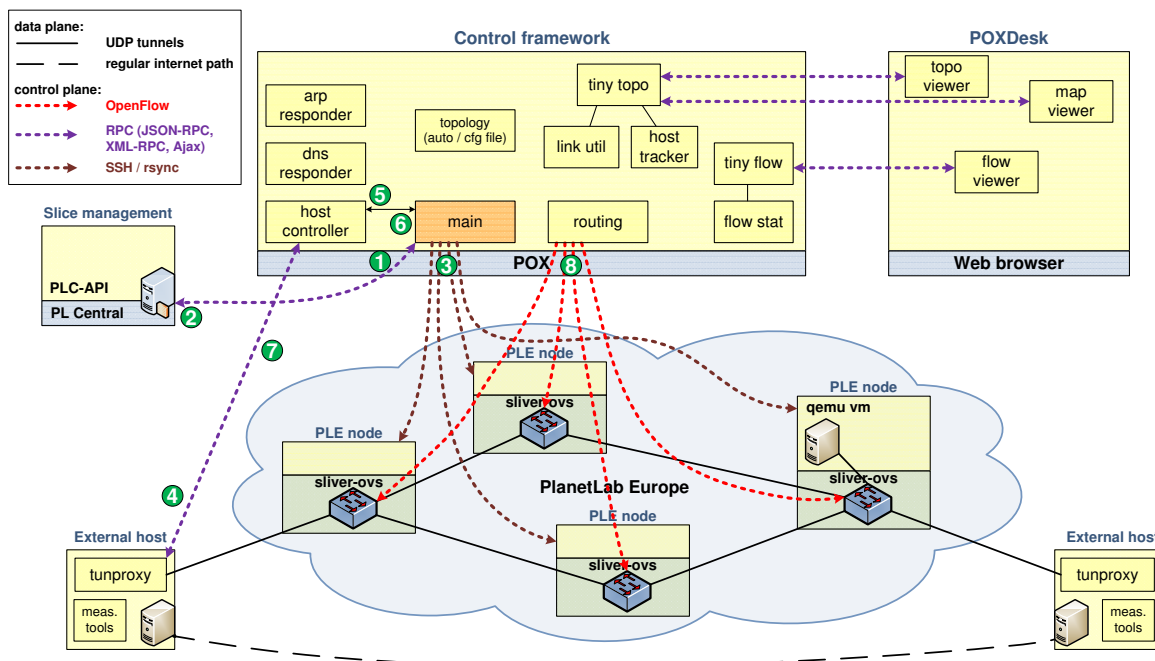 data plane:
UDP tunnels
regular internet path
control plane:
OpenFlow
RPC (JSON-RPC,
XML-RPC, Ajax)
SSH / rsync
Control framework
POXDesk
arp
responder
dns
responder
host
controller
topology
(auto / cfg file)
main
tiny topo
link util
host
tracker
routing
tiny flow
flow stat
POX
topo
viewer
map
viewer
flow
viewer
Web browser
5
6
1
3
8
Slice management
PLC-API
PL Central
2
7
4
PLE node
sliver-ovs
PLE node
qemu vm
sliver-ovs
PLE node
sliver-ovs
PlanetLab Europe
PLE node
sliver-ovs
External host
tunproxy
meas.
tools
External host
tunproxy
meas.
tools